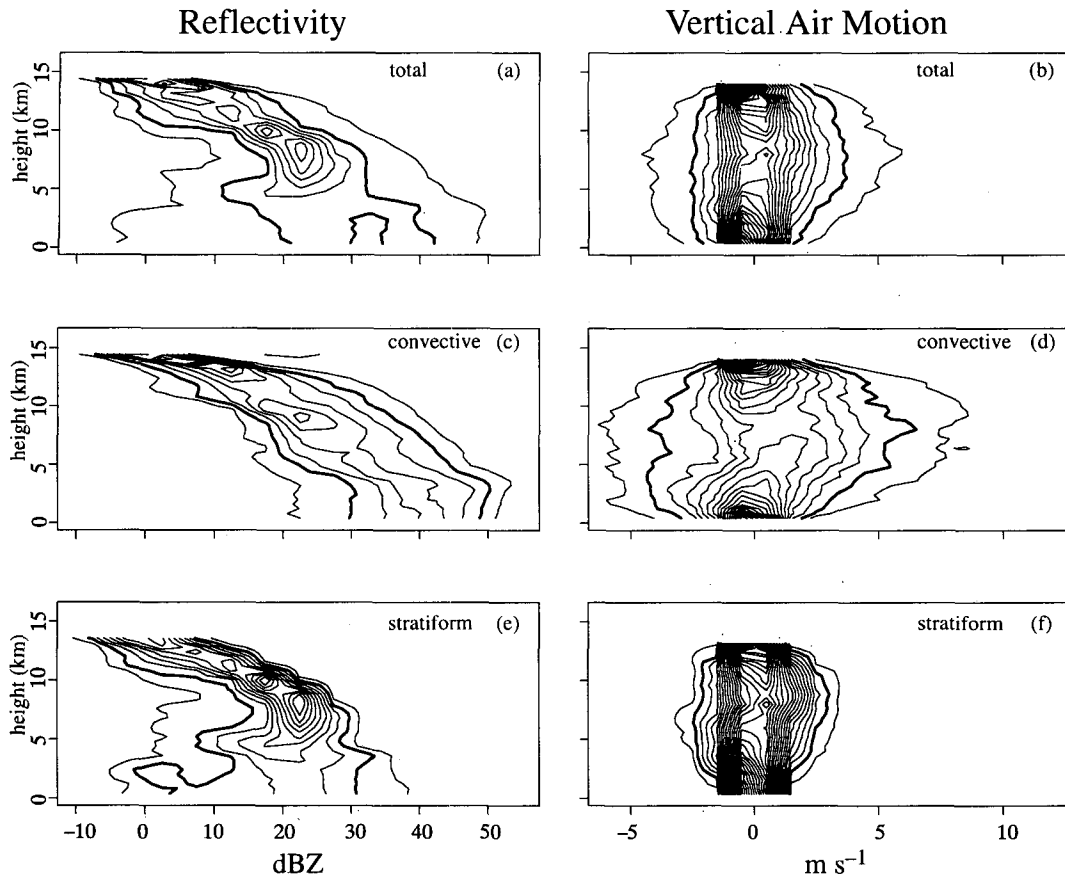 Reflectivity
Vertical Air Motion
total (a)
height (km)
0 5 10 15
total (b)
convective (c)
height (km)
0 5 10 15
convective (d)
stratiform (e)
height (km)
0 5 10 15
−10 0 10 20 30 40 50
dBZ
stratiform (f)
−5 0 5 10
m s⁻¹